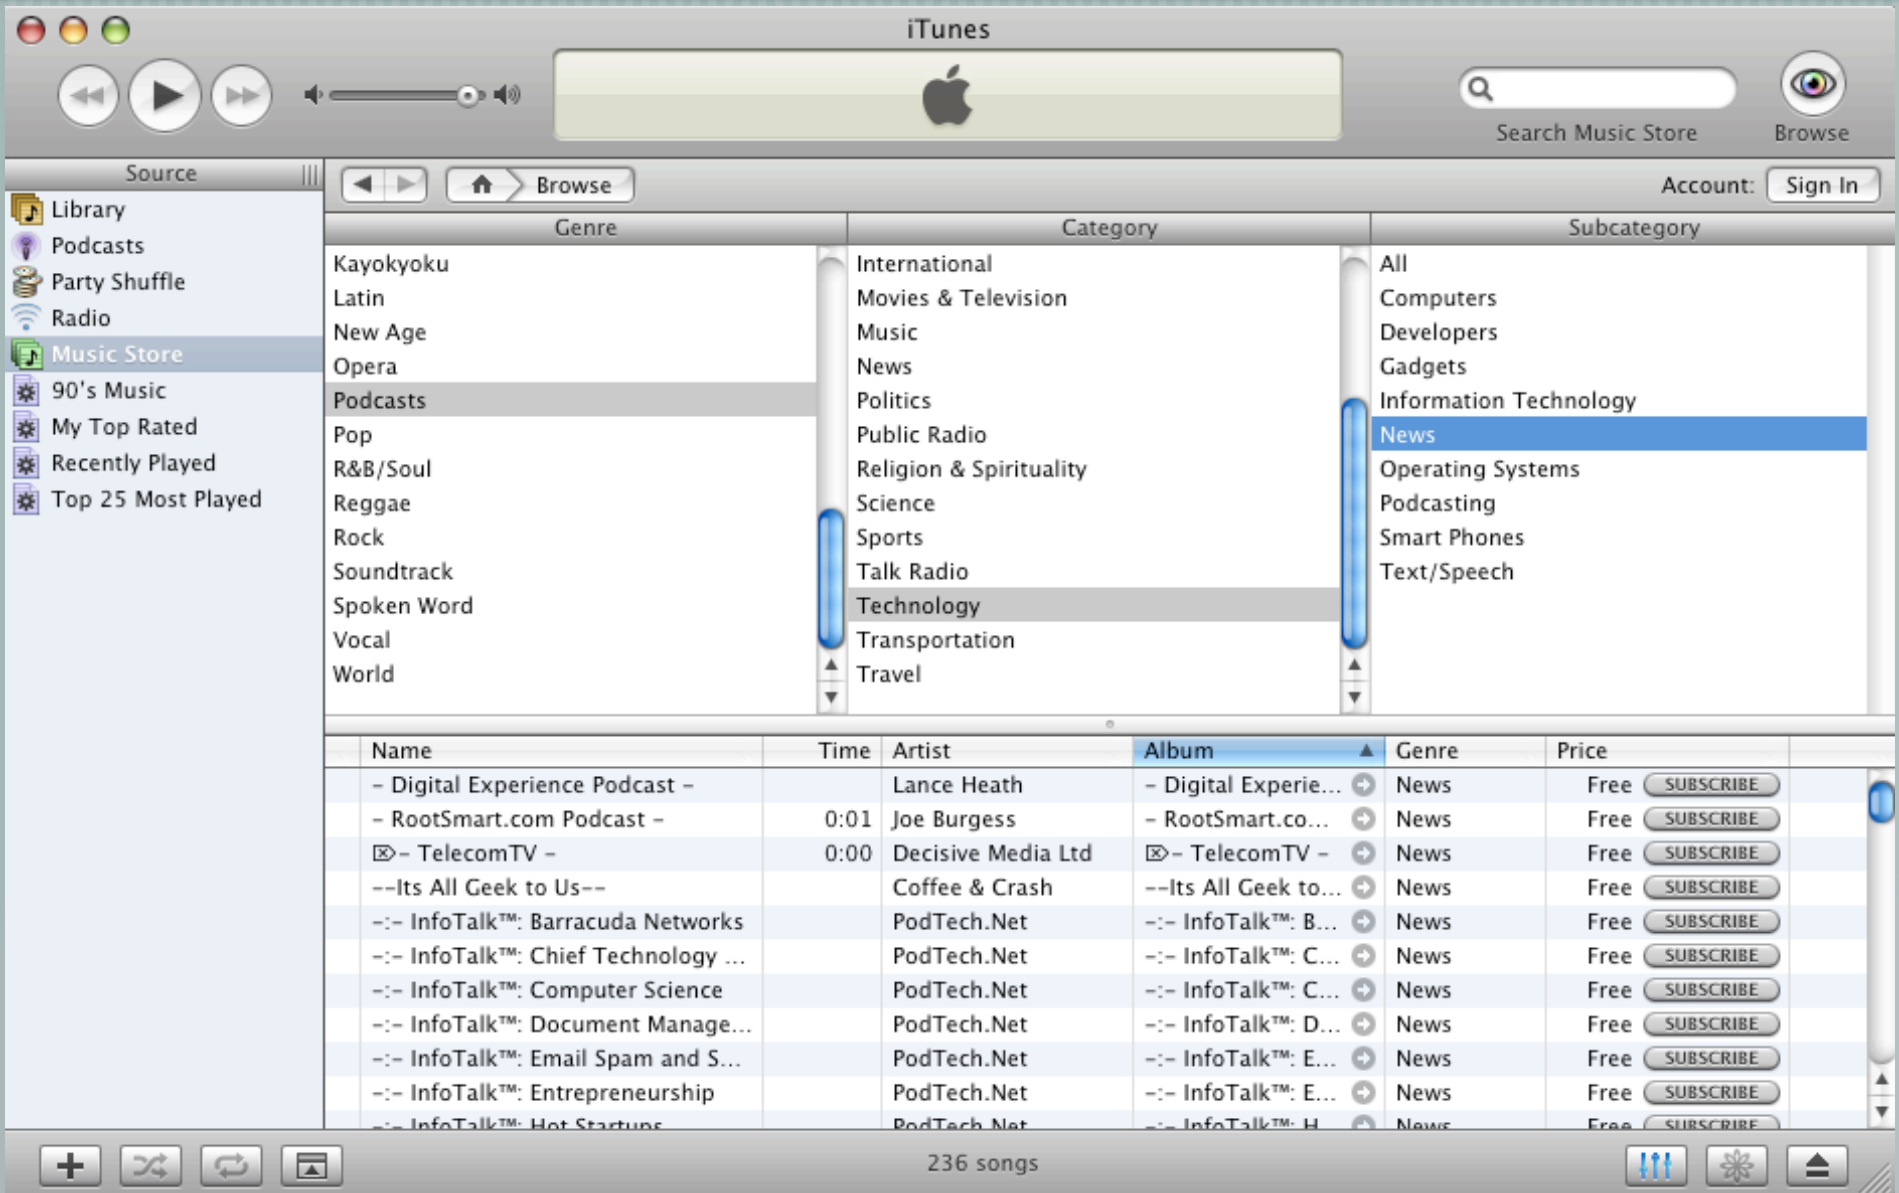 iTunes
Search Music Store
Browse
Source
Library
Podcasts
Party Shuffle
Radio
Music Store
90's Music
My Top Rated
Recently Played
Top 25 Most Played
Browse
Account: Sign In
Genre
Kayokyoku
Latin
New Age
Opera
Podcasts
Pop
R&B/Soul
Reggae
Rock
Soundtrack
Spoken Word
Vocal
World
Category
International
Movies & Television
Music
News
Politics
Public Radio
Religion & Spirituality
Science
Sports
Talk Radio
Technology
Transportation
Travel
Subcategory
All
Computers
Developers
Gadgets
Information Technology
News
Operating Systems
Podcasting
Smart Phones
Text/Speech
Name Time Artist Album Genre Price
- Digital Experience Podcast - Lance Heath - Digital Experie... News Free SUBSCRIBE
- RootSmart.com Podcast - 0:01 Joe Burgess - RootSmart.co... News Free SUBSCRIBE
⌦- TelecomTV - 0:00 Decisive Media Ltd ⌦- TelecomTV - News Free SUBSCRIBE
--Its All Geek to Us-- Coffee & Crash --Its All Geek to... News Free SUBSCRIBE
-:- InfoTalk™: Barracuda Networks PodTech.Net -:- InfoTalk™: B... News Free SUBSCRIBE
-:- InfoTalk™: Chief Technology ... PodTech.Net -:- InfoTalk™: C... News Free SUBSCRIBE
-:- InfoTalk™: Computer Science PodTech.Net -:- InfoTalk™: C... News Free SUBSCRIBE
-:- InfoTalk™: Document Manage... PodTech.Net -:- InfoTalk™: D... News Free SUBSCRIBE
-:- InfoTalk™: Email Spam and S... PodTech.Net -:- InfoTalk™: E... News Free SUBSCRIBE
-:- InfoTalk™: Entrepreneurship PodTech.Net -:- InfoTalk™: E... News Free SUBSCRIBE
-:- InfoTalk™: Hot Startups PodTech.Net -:- InfoTalk™: H News Free SUBSCRIBE
236 songs